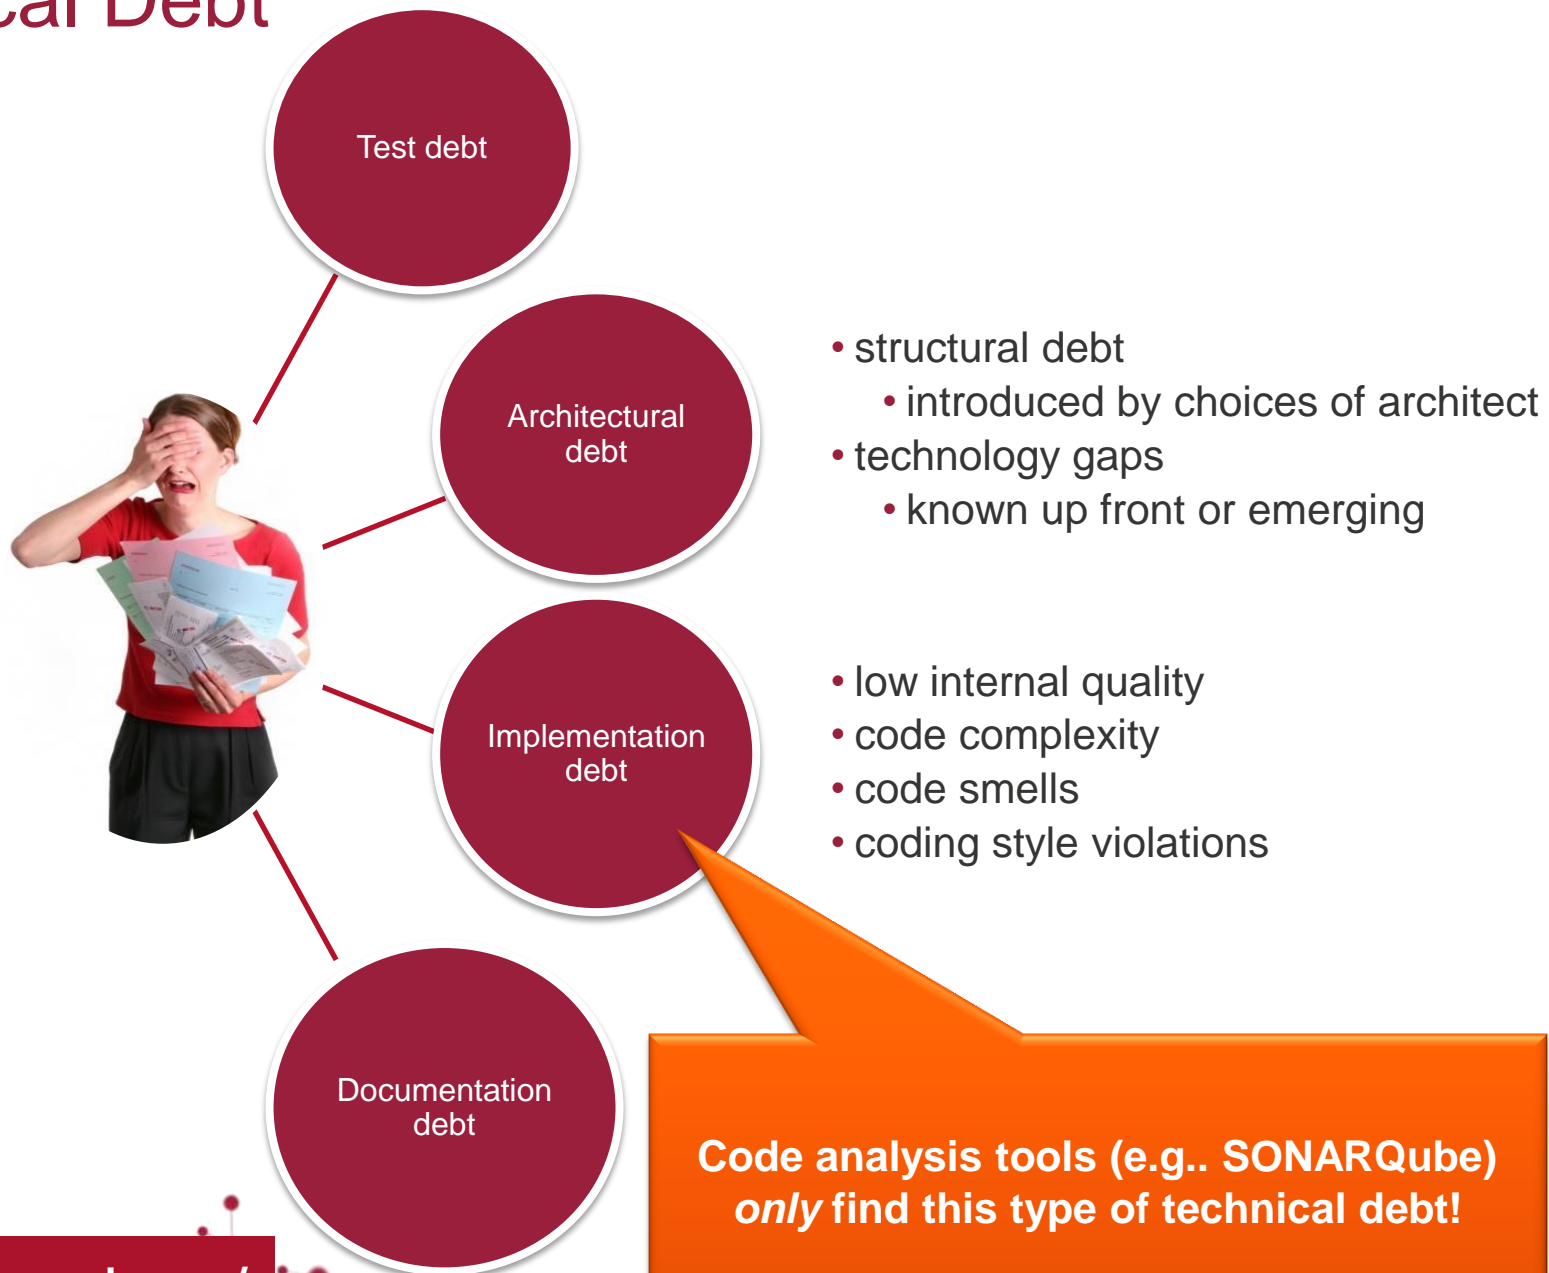 Debt
Test debt
Architectural
debt
• structural debt
• introduced by choices of architect
• technology gaps
• known up front or emerging
Implementation
debt
• low internal quality
• code complexity
• code smells
• coding style violations
Documentation
debt
Code analysis tools (e.g.. SONARQube)
only find this type of technical debt!